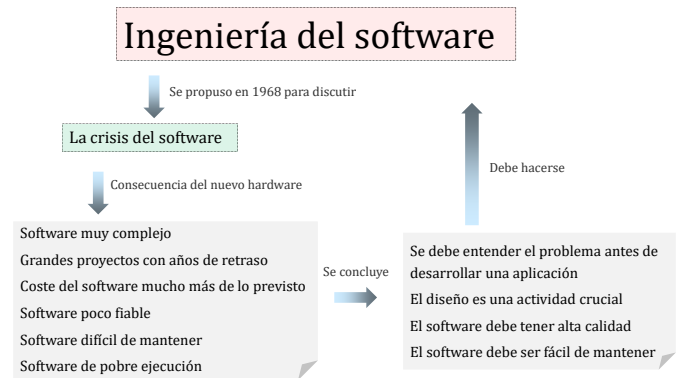 Ingeniería del software
Se propuso en 1968 para discutir
La crisis del software
Consecuencia del nuevo hardware
Software muy complejo
Grandes proyectos con años de retraso
Coste del software mucho más de lo previsto
Software poco fiable
Software difícil de mantener
Software de pobre ejecución
Se concluye
Se debe entender el problema antes de
desarrollar una aplicación
El diseño es una actividad crucial
El software debe tener alta calidad
El software debe ser fácil de mantener
Debe hacerse